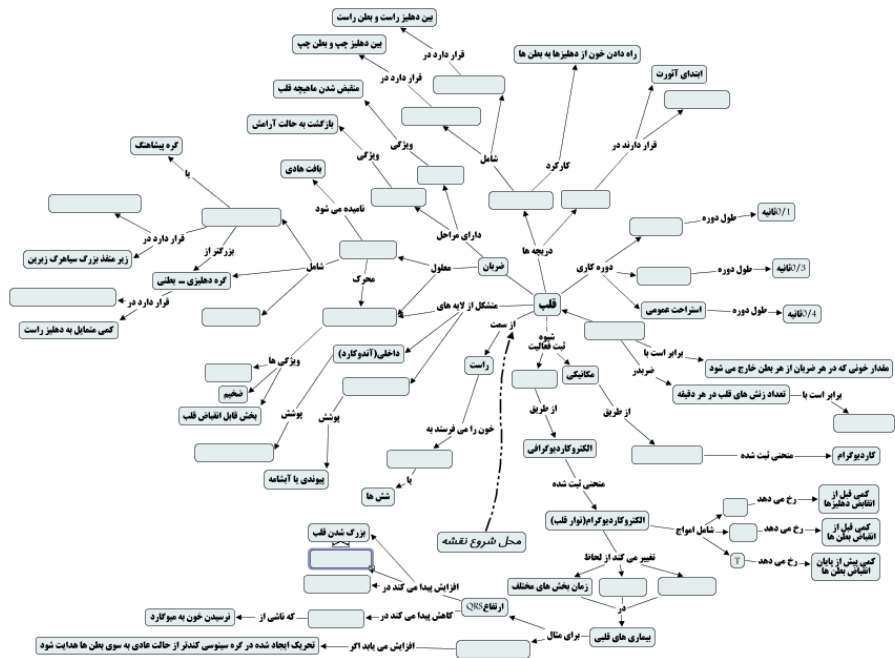 بین دهلیز راست و بطن راست
بین دهلیز چپ و بطن چپ
قرار دارد در
راه دادن خون از دهلیزها به بطن ها
قرار دارد در
ابتدای آئورت
منقبض شدن ماهیچه قلب
بازگشت به حالت آرامش
ویژگی
شامل
کارکرد
قرار دارند در
گره پیشاهنگ
یا
بافت هادی
ویژگی
نامیده می شود
دارای مراحل
دریچه ها
طول دوره
0/1ثانیه
قرار دارد در
زیر منفذ بزرگ سیاهرگ زبرین
بزرگتر از
شامل
معلول
ضربان
دوره کاری
طول دوره
0/3ثانیه
گره دهلیزی – بطنی
محرک
قرار دارد در
متشکل از لایه های
قلب
استراحت عمومی
طول دوره
0/4ثانیه
کمی متمایل به دهلیز راست
از سمت
شیوه ثبت فعالیت
داخلی(آندوکارد)
راست
برابر است با
مقدار خونی که در هر ضربان از هر بطن خارج می شود
ویژگی ها
ضخیم
مکانیکی
ضربدر
تعداد زنش های قلب در هر دقیقه
برابر است با
بخش قابل انقباض قلب
پوشش
پوشش
از طریق
از طریق
خون را می فرستد به
الکتروکاردیوگرافی
منحنی ثبت شده
کاردیوگرام
پیوندی یا آبشامه
یا
شش ها
منحنی ثبت شده
محل شروع نقشه
الکتروکاردیوگرام(نوار قلب)
شامل امواج
رخ می دهد
کمی قبل از
انقباض دهلیزها
بزرگ شدن قلب
رخ می دهد
کمی قبل از
انقباض بطن ها
تغییر می کند از لحاظ
T
رخ می دهد
کمی پیش از پایان
انقباض بطن ها
افزایش پیدا می کند در
زمان بخش های مختلف
در
ارتفاعQRS
کاهش پیدا می کند در
که ناشی از
نرسیدن خون به میوکارد
بیماری های قلبی
برای مثال
افزایش می یابد اگر
تحریک ایجاد شده در گره سینوسی کندتر از حالت عادی به سوی بطن ها هدایت شود